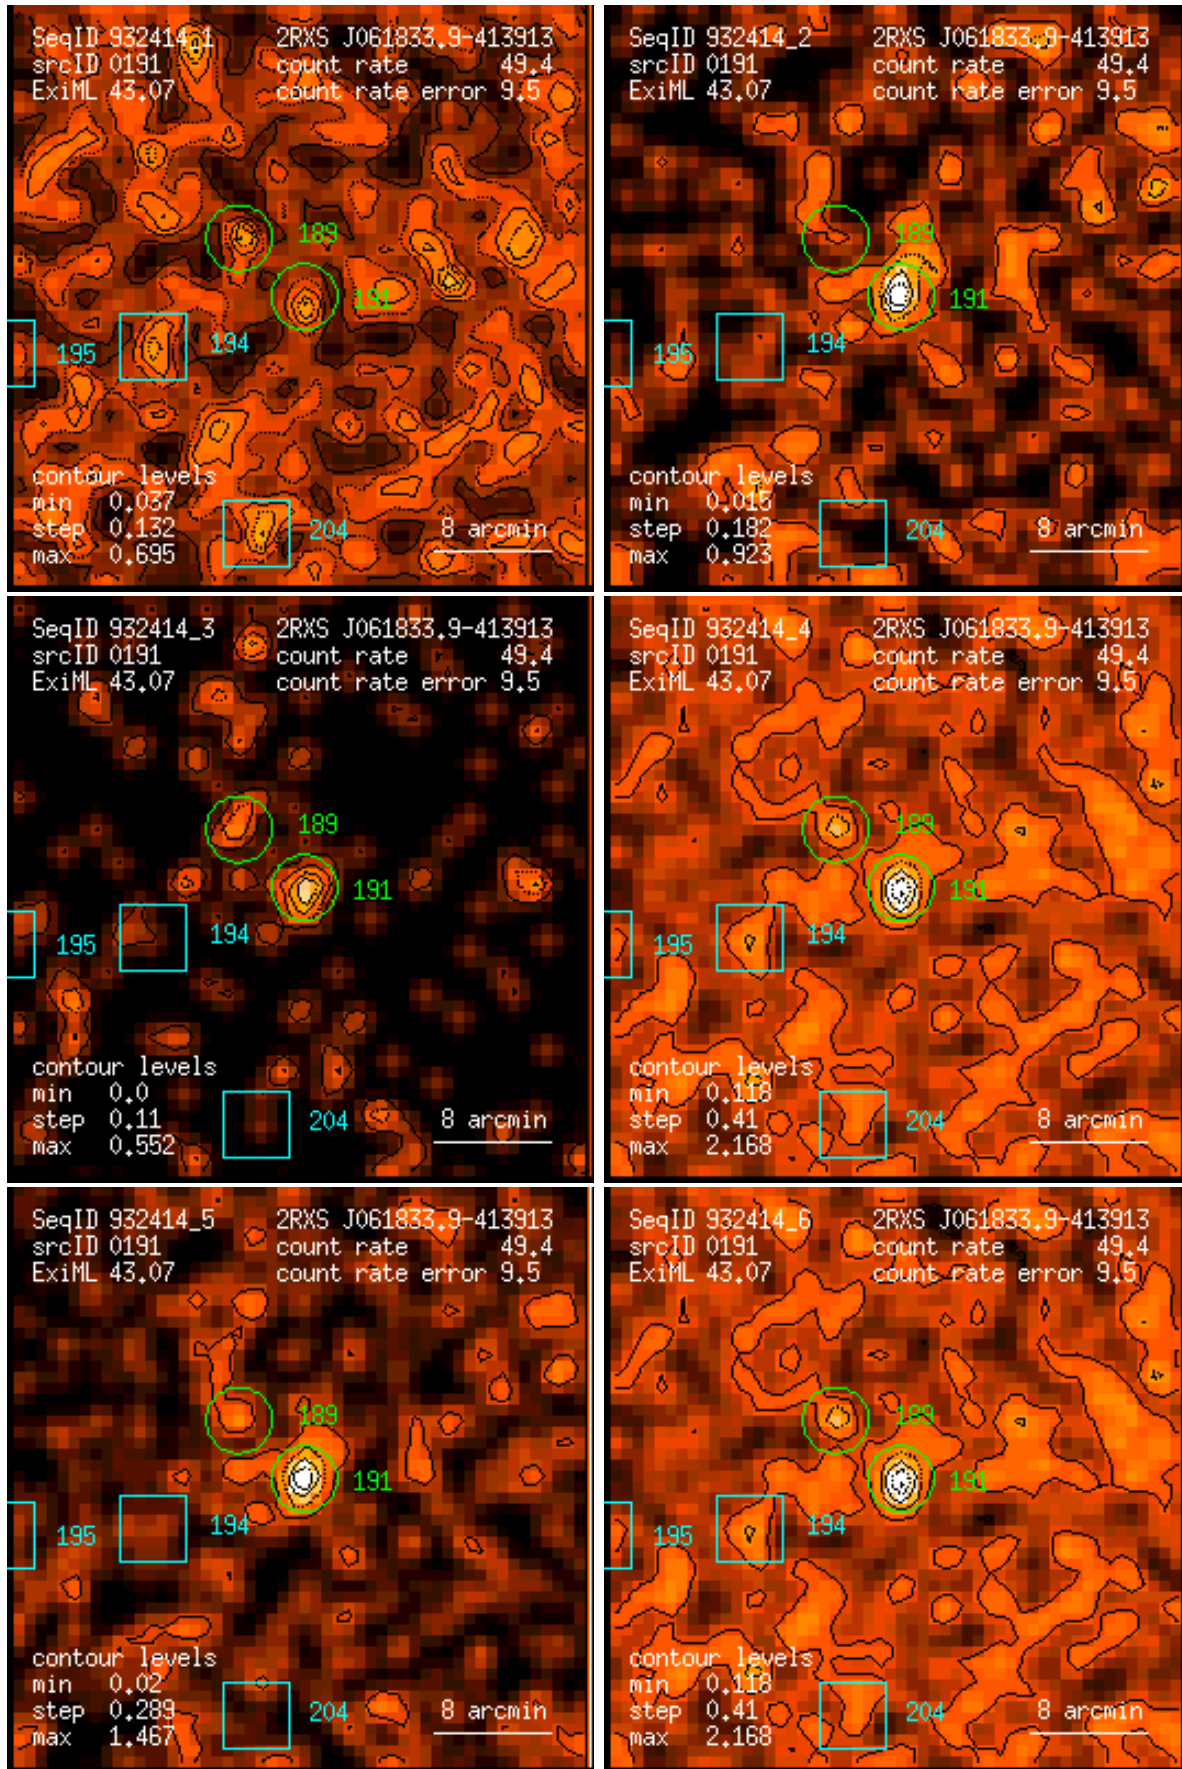 SeqID 932414_1 2RXS J061833.9-413913
srcID 0191 count rate 49.4
ExiML 43.07 count rate error 9.5
189
191
194
195
contour levels
min 0.037
step 0.132 204 8 arcmin
max 0.695
SeqID 932414_2 2RXS J061833.9-413913
srcID 0191 count rate 49.4
ExiML 43.07 count rate error 9.5
189
191
194
195
contour levels
min 0.015
step 0.182 204 8 arcmin
max 0.923
SeqID 932414_3 2RXS J061833.9-413913
srcID 0191 count rate 49.4
ExiML 43.07 count rate error 9.5
189
191
194
195
contour levels
min 0.0
step 0.11 204 8 arcmin
max 0.552
SeqID 932414_4 2RXS J061833.9-413913
srcID 0191 count rate 49.4
ExiML 43.07 count rate error 9.5
189
191
194
195
contour levels
min 0.118
step 0.41 204 8 arcmin
max 2.168
SeqID 932414_5 2RXS J061833.9-413913
srcID 0191 count rate 49.4
ExiML 43.07 count rate error 9.5
189
191
194
195
contour levels
min 0.02
step 0.289 204 8 arcmin
max 1.467
SeqID 932414_6 2RXS J061833.9-413913
srcID 0191 count rate 49.4
ExiML 43.07 count rate error 9.5
189
191
194
195
contour levels
min 0.118
step 0.41 204 8 arcmin
max 2.168